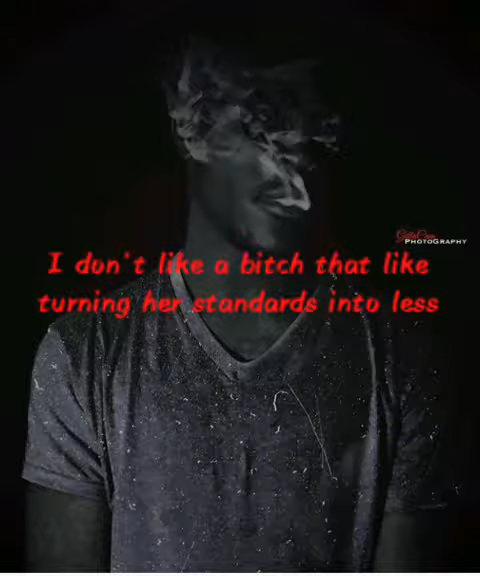 PHOTOGRAPHY
I don't like a bitch that like
turning her standards into less